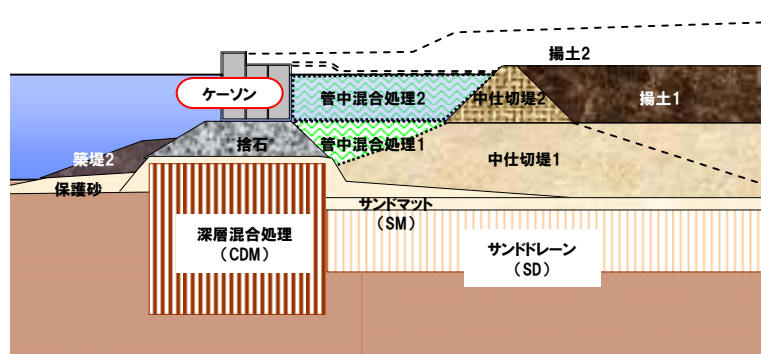 揚土2
ケーソン
管中混合処理2
中仕切堤2
揚土1
築堤2
捨石
管中混合処理1
中仕切堤1
保護砂
サンドマット
（SM）
深層混合処理
（CDM）
サンドドレーン
（SD）